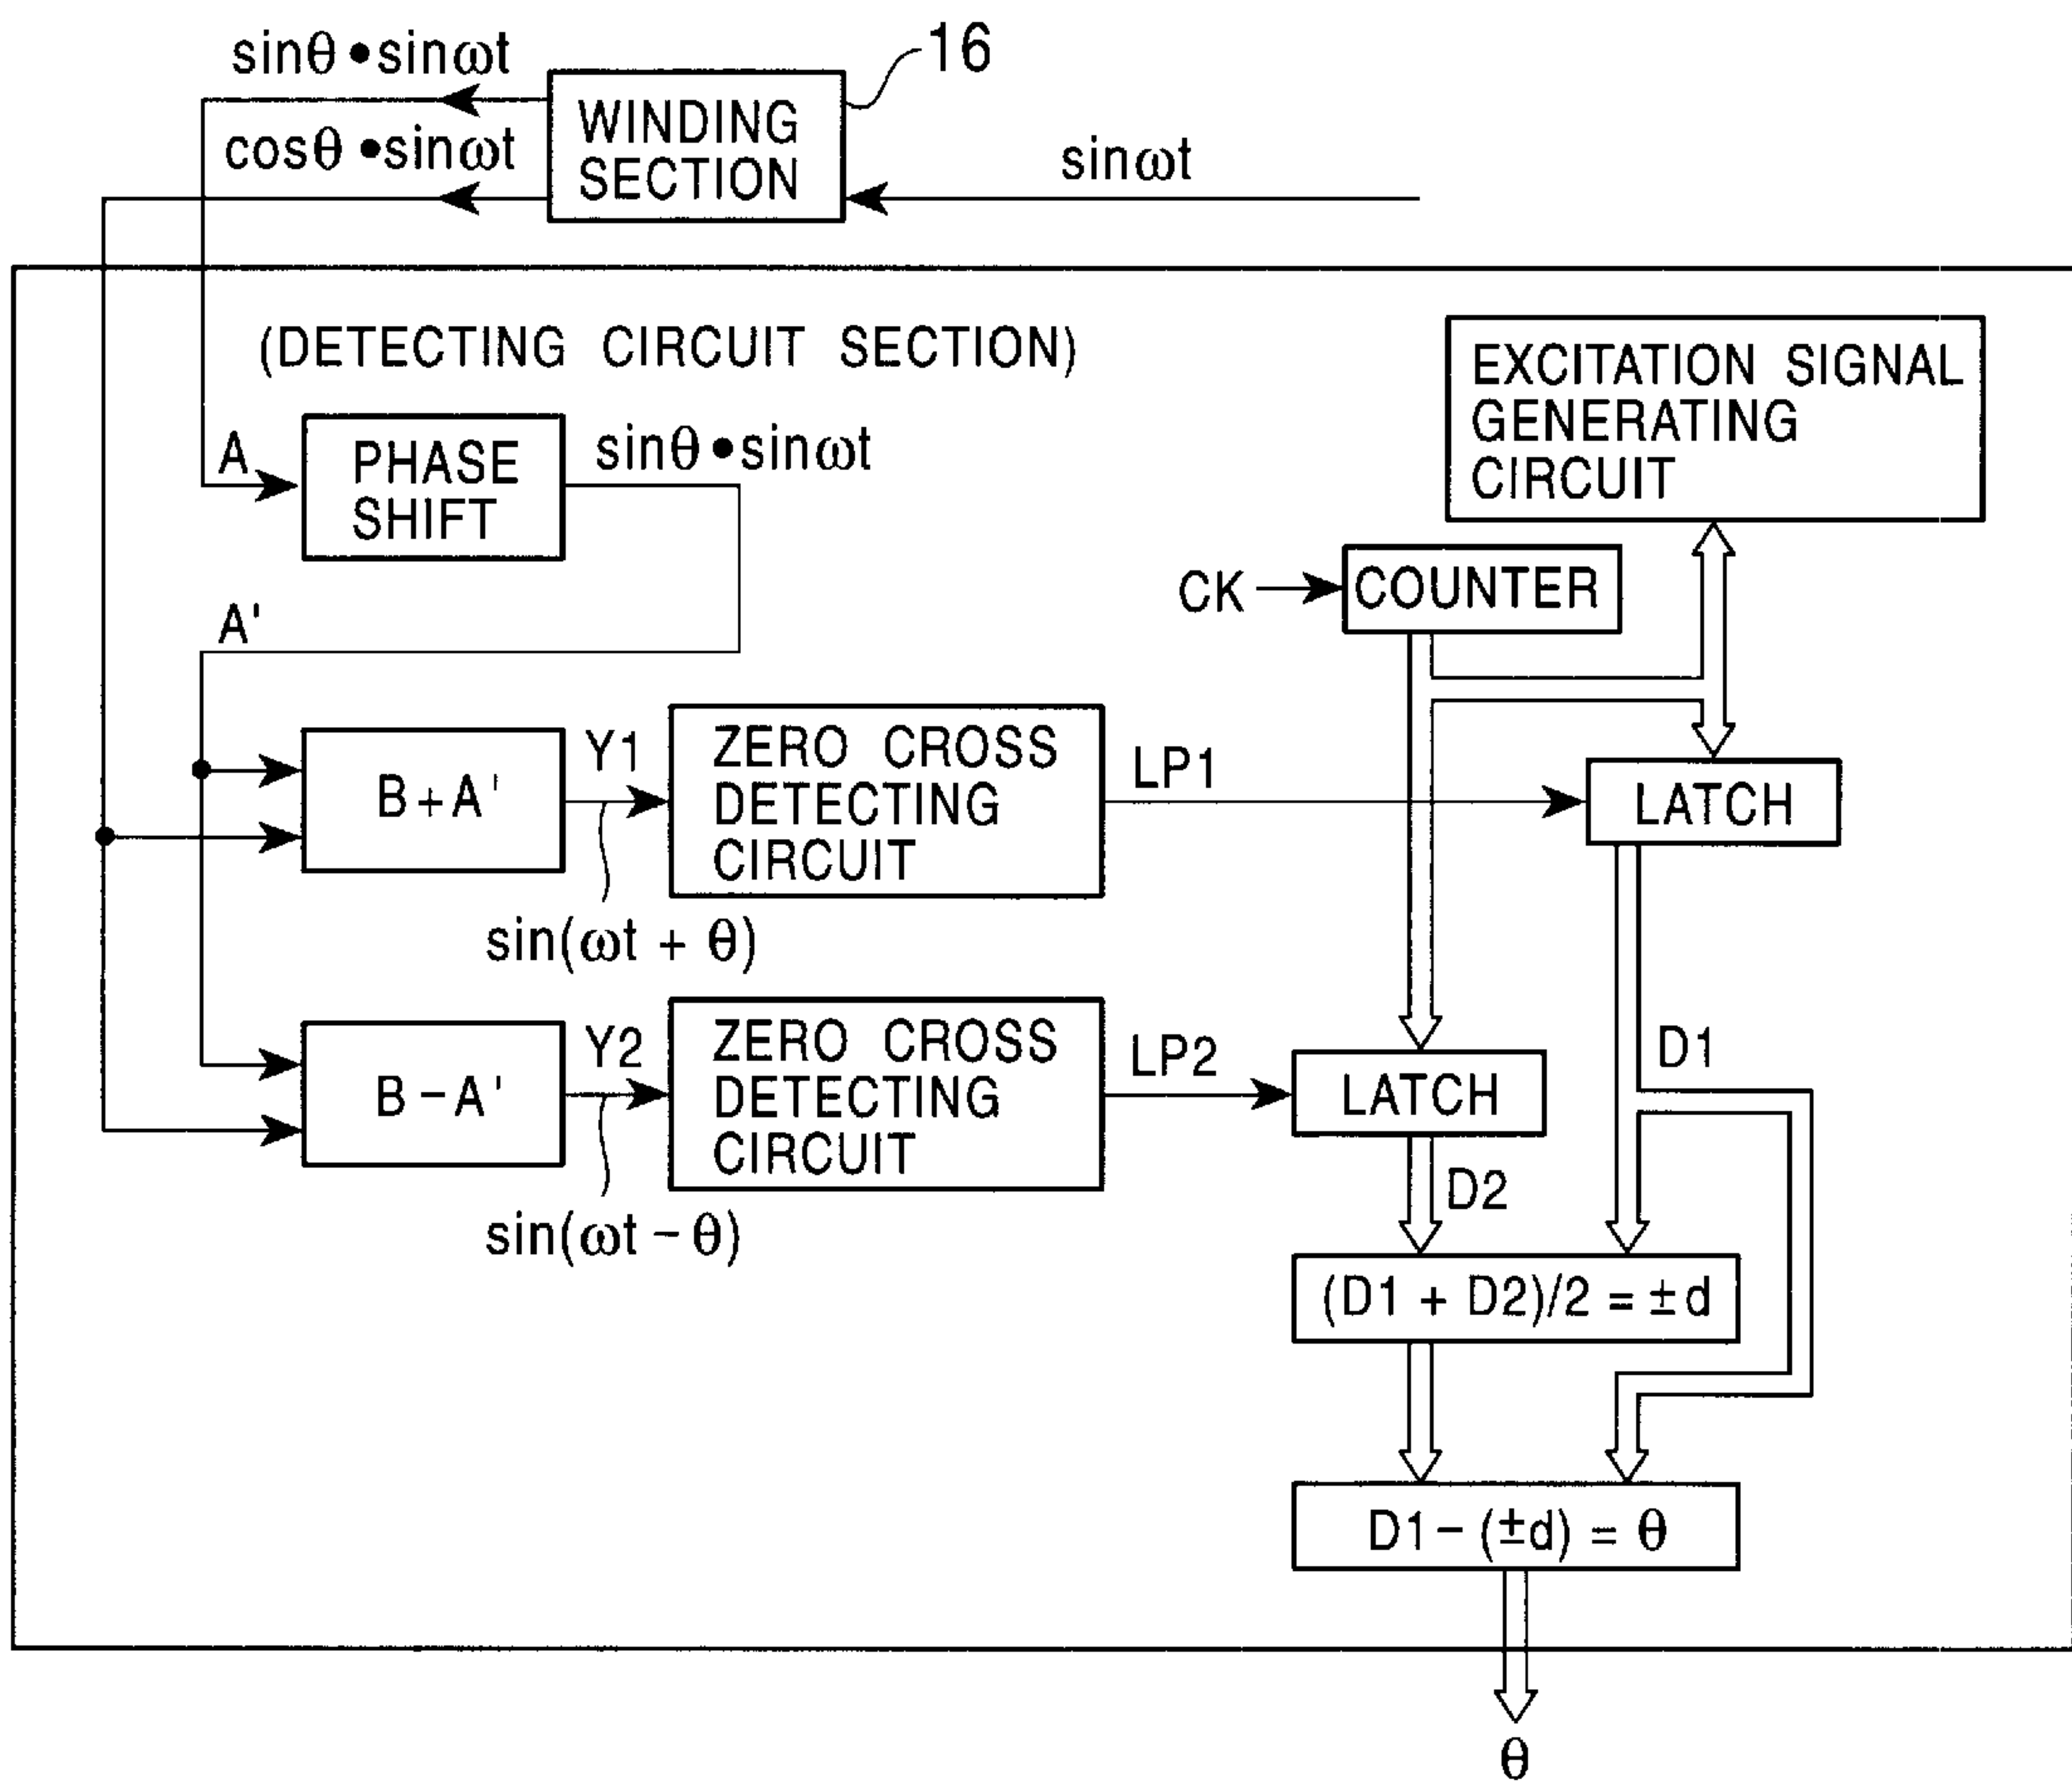 sinθ•sinωt
16
WINDING
SECTION
cosθ•sinωt
sinωt
(DETECTING CIRCUIT SECTION)
EXCITATION SIGNAL
GENERATING
CIRCUIT
A
PHASE
SHIFT
sinθ•sinωt
CK
COUNTER
A'
B+A'
Y1
ZERO CROSS
DETECTING
CIRCUIT
LP1
LATCH
sin(ωt + θ)
B-A'
Y2
ZERO CROSS
DETECTING
CIRCUIT
LP2
LATCH
D1
D2
sin(ωt - θ)
(D1 + D2)/2 = ±d
D1- (±d) = θ
θ